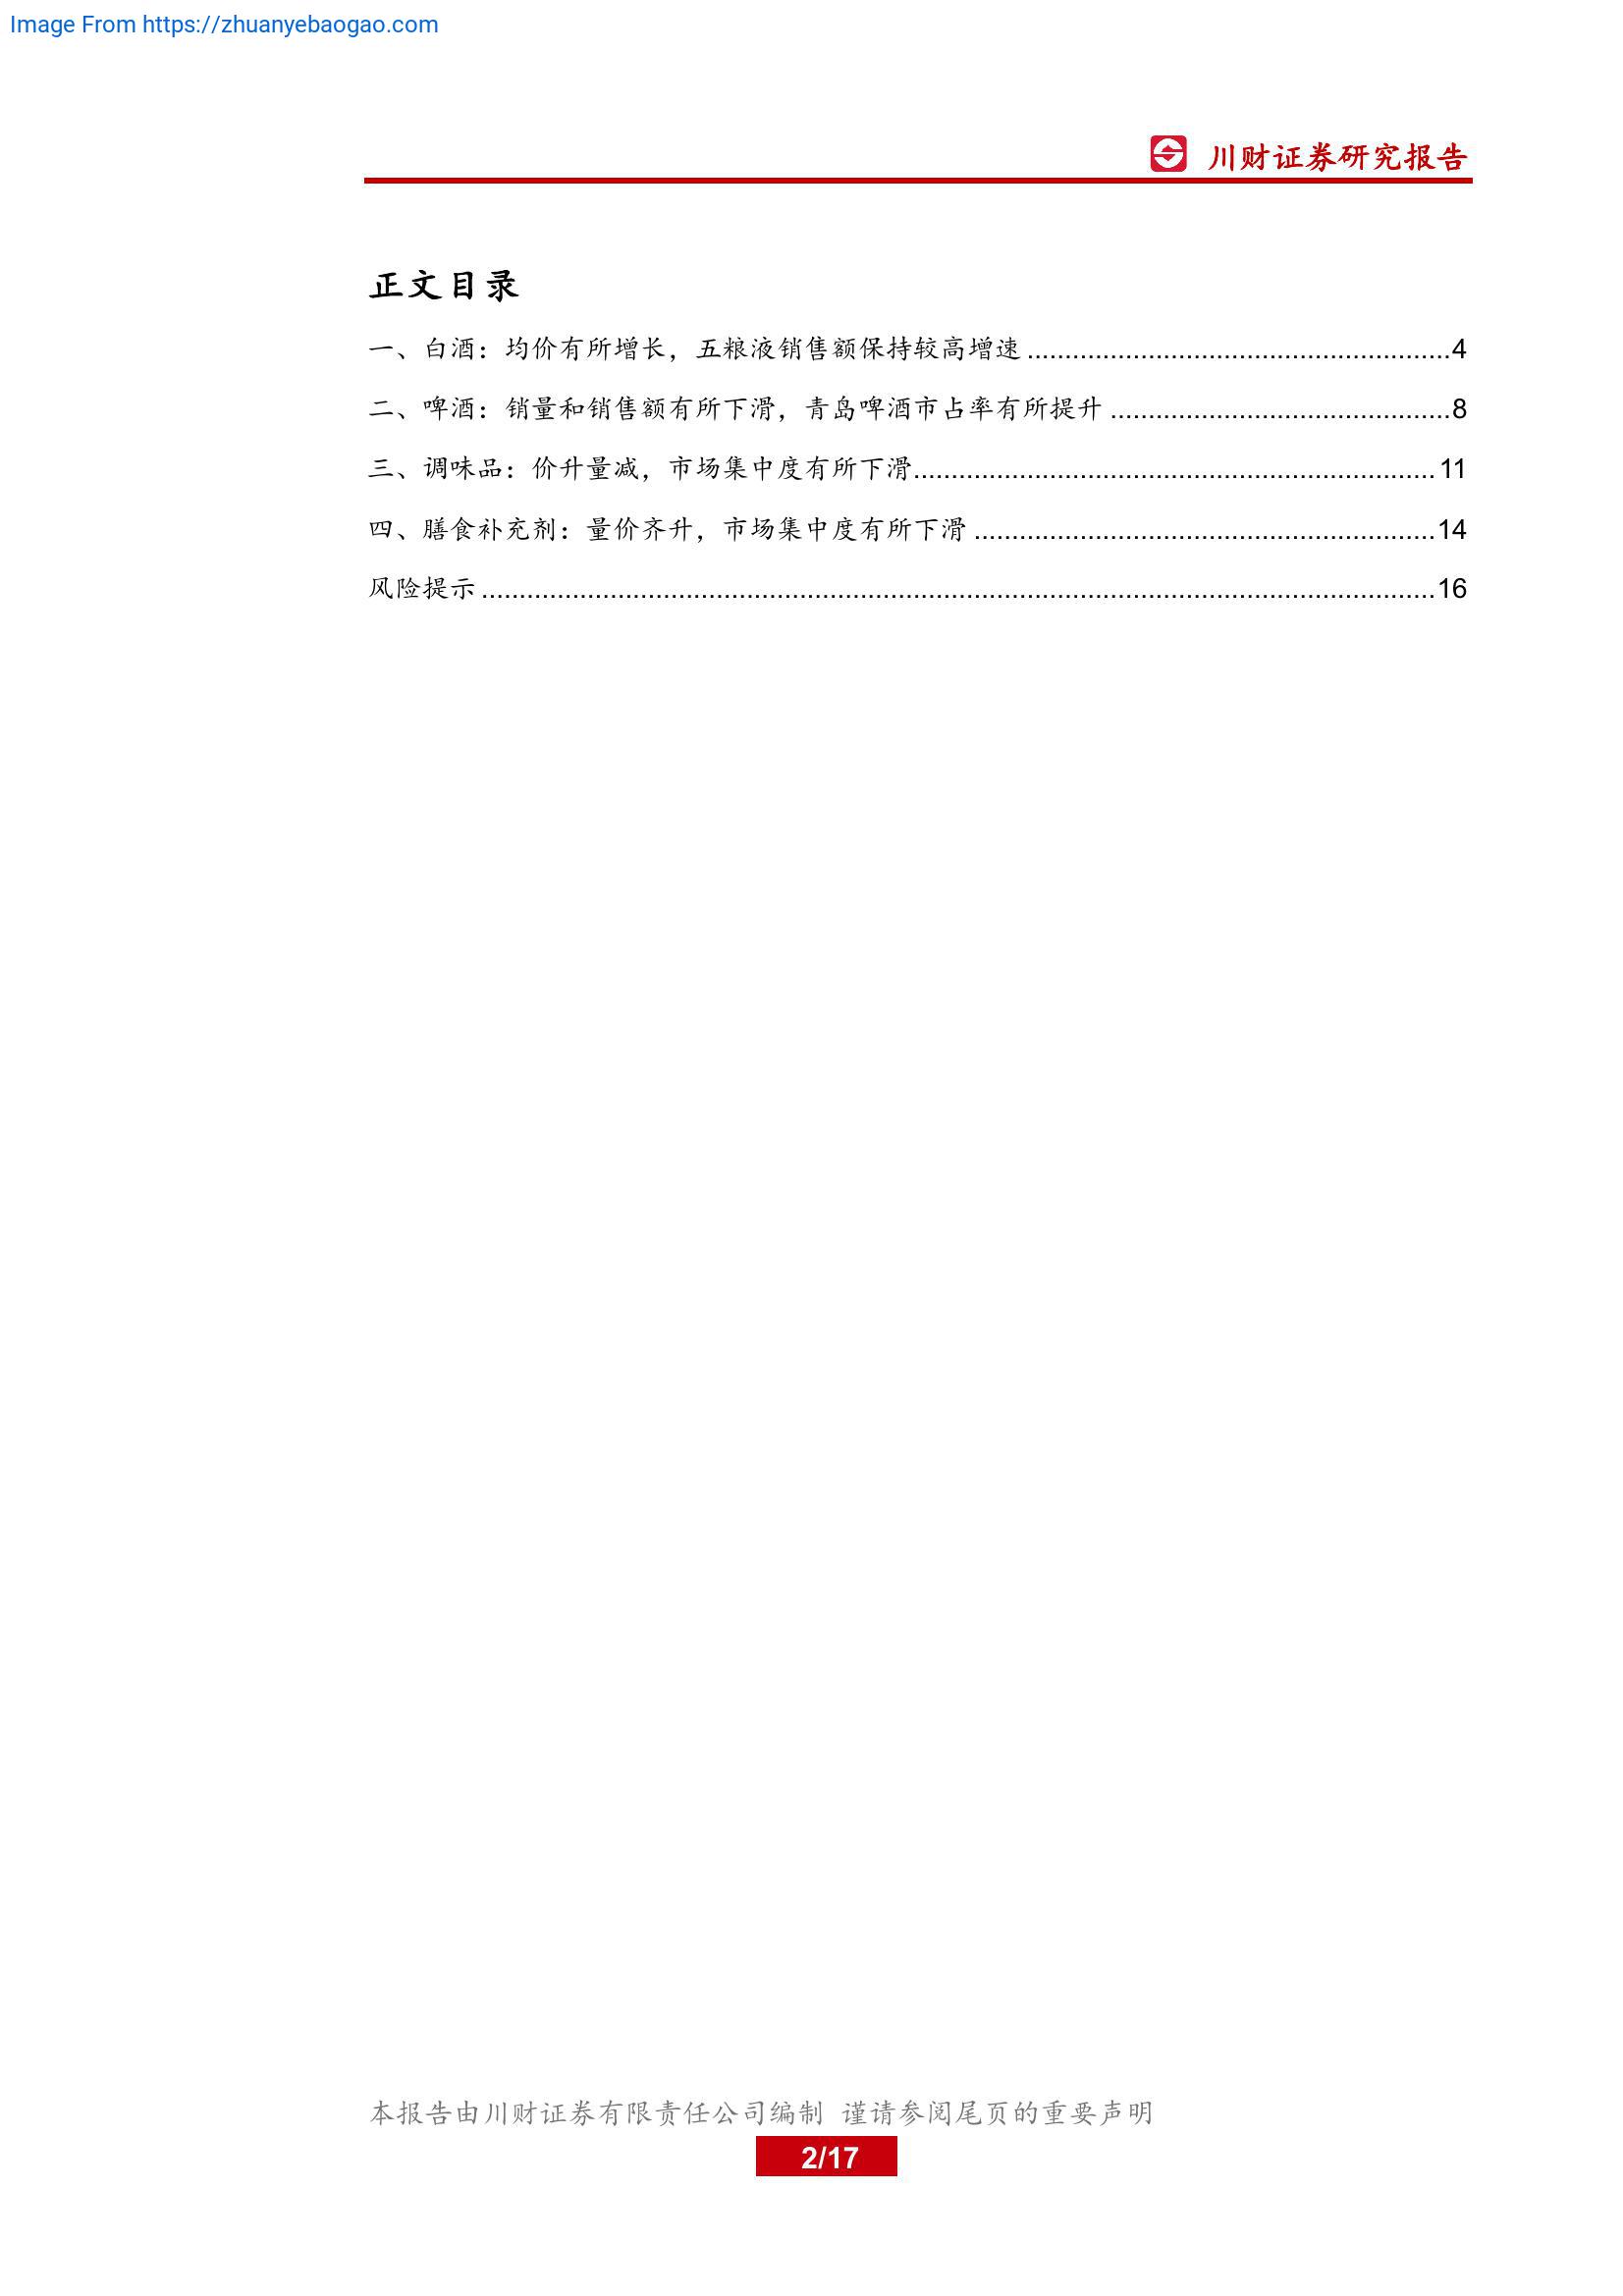 Image From https://zhuanyebaogao.com
川财证券研究报告
正文目录
一、白酒：均价有所增长，五粮液销售额保持较高增速........................................................4
二、啤酒：销量和销售额有所下滑，青岛啤酒市占率有所提升.............................................8
三、调味品：价升量减，市场集中度有所下滑.....................................................................11
四、膳食补充剂：量价齐升，市场集中度有所下滑.............................................................14
风险提示..............................................................................................................................16
本报告由川财证券有限责任公司编制 谨请参阅尾页的重要声明
2/17